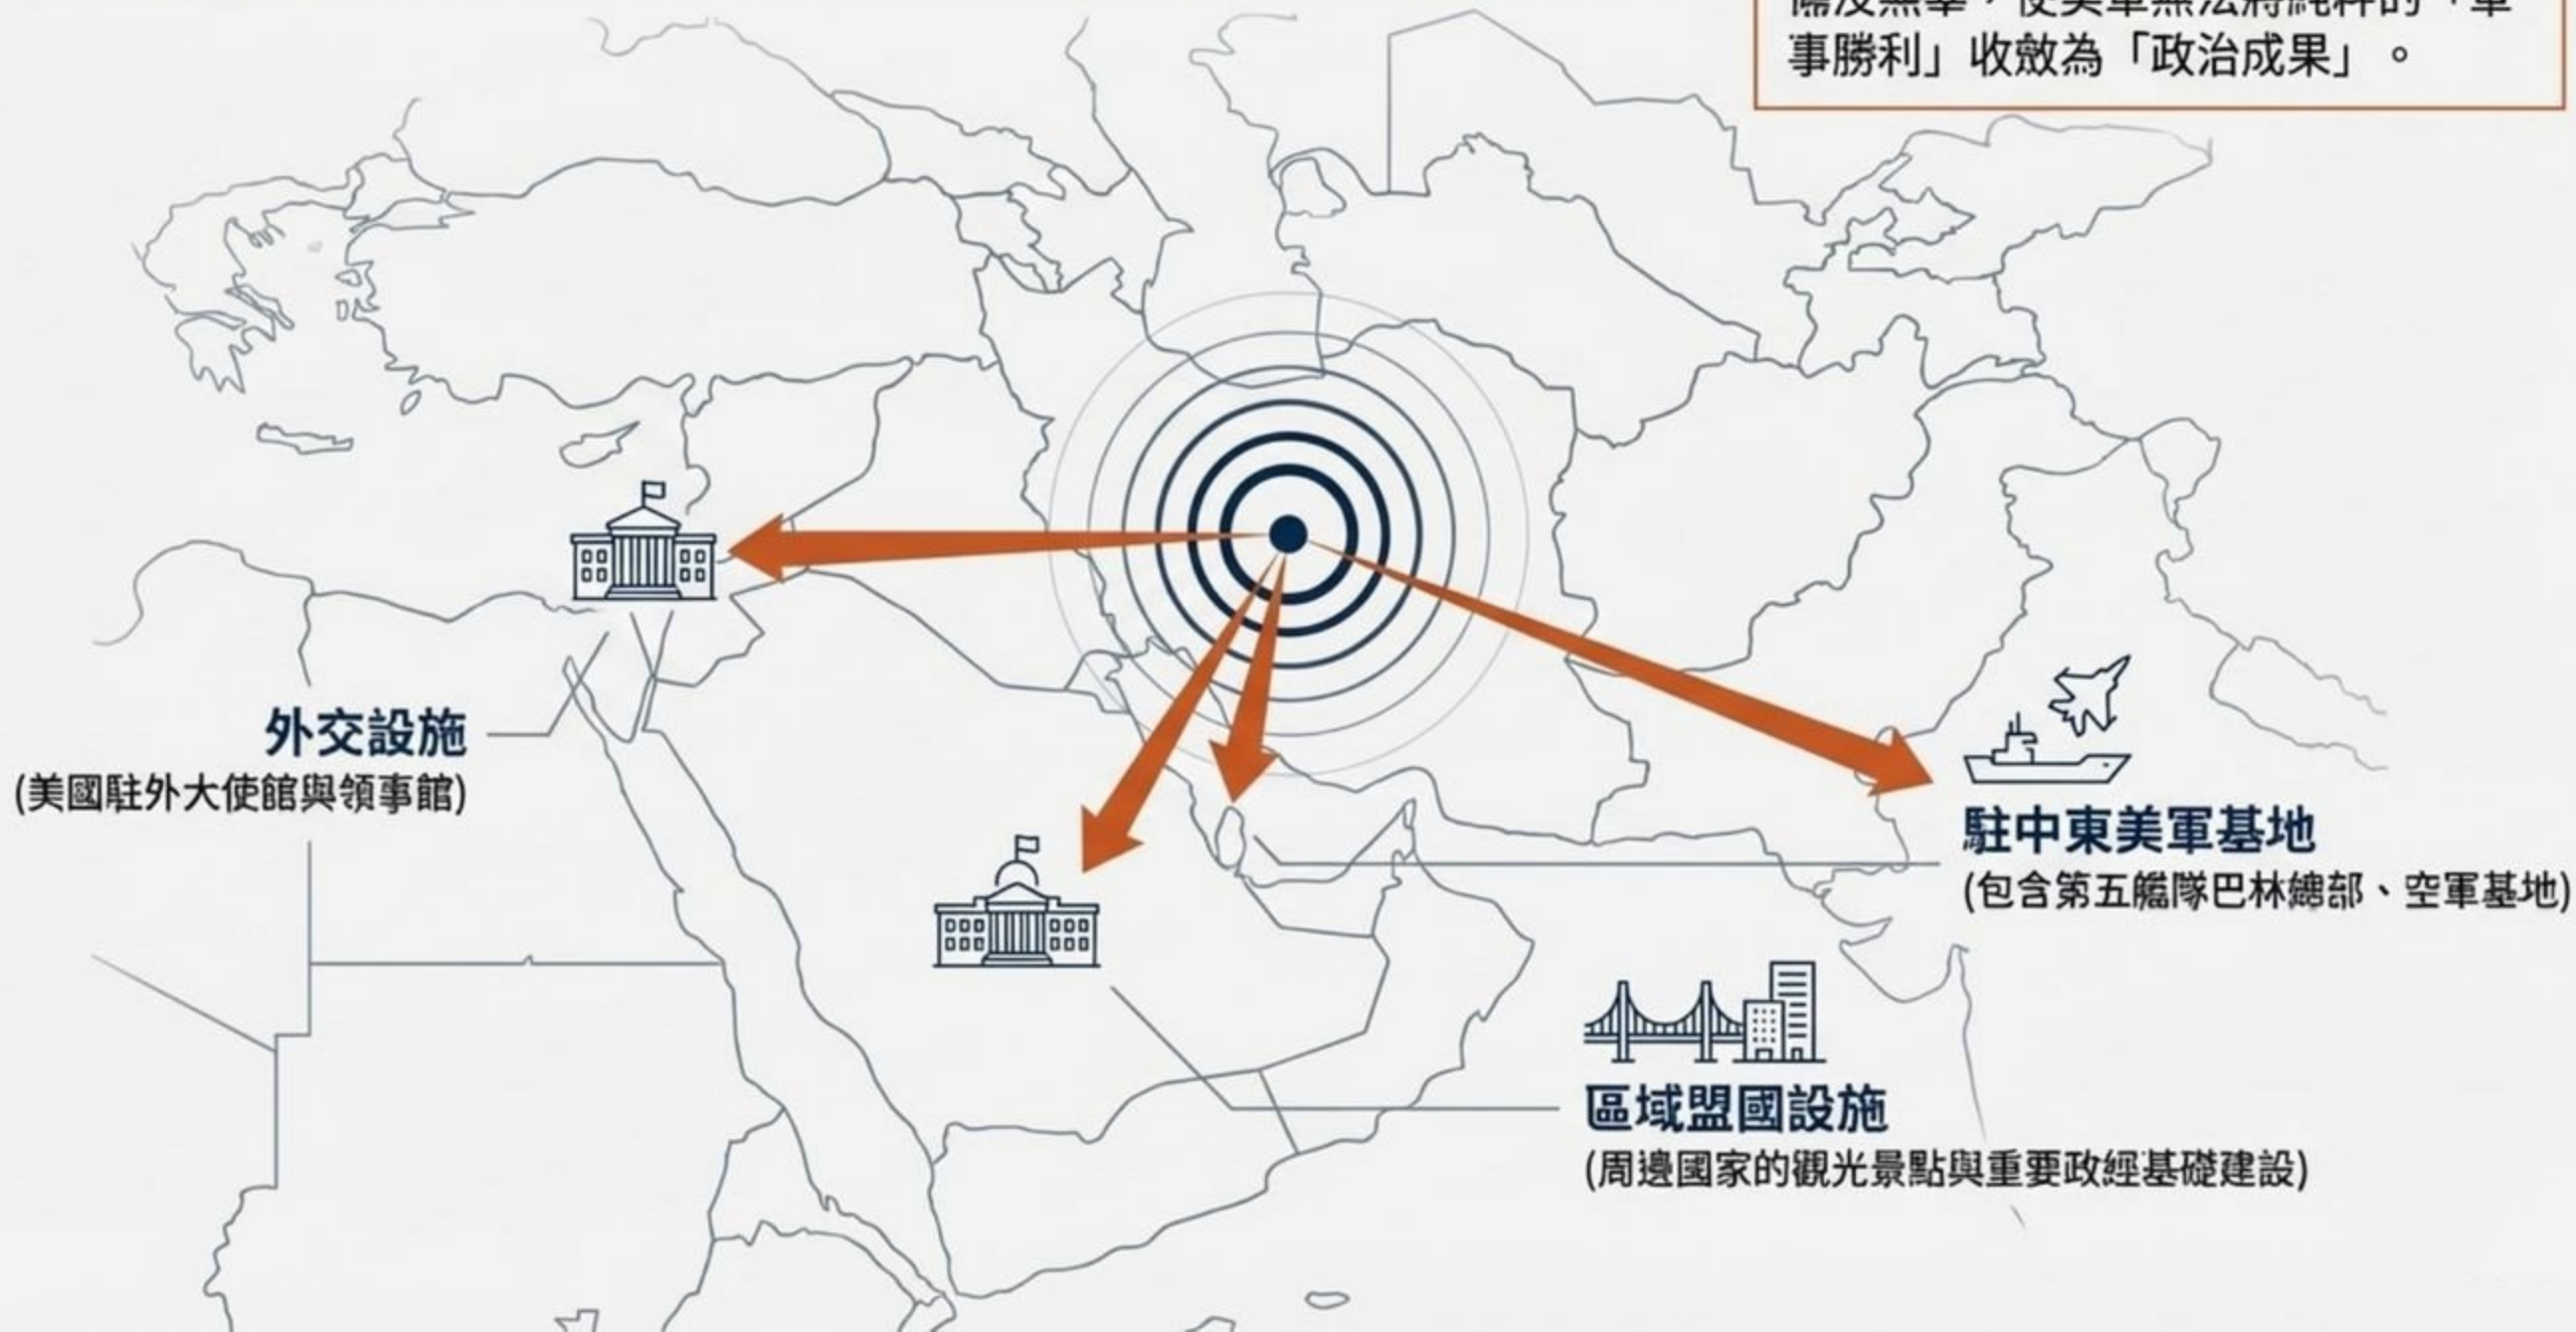 事勝利」收斂為「政治成果」。
外交設施
(美國駐外大使館與領事館)
駐中東美軍基地
(包含第五艦隊巴林總部、空軍基地)
區域盟國設施
(周邊國家的觀光景點與重要政經基礎建設)